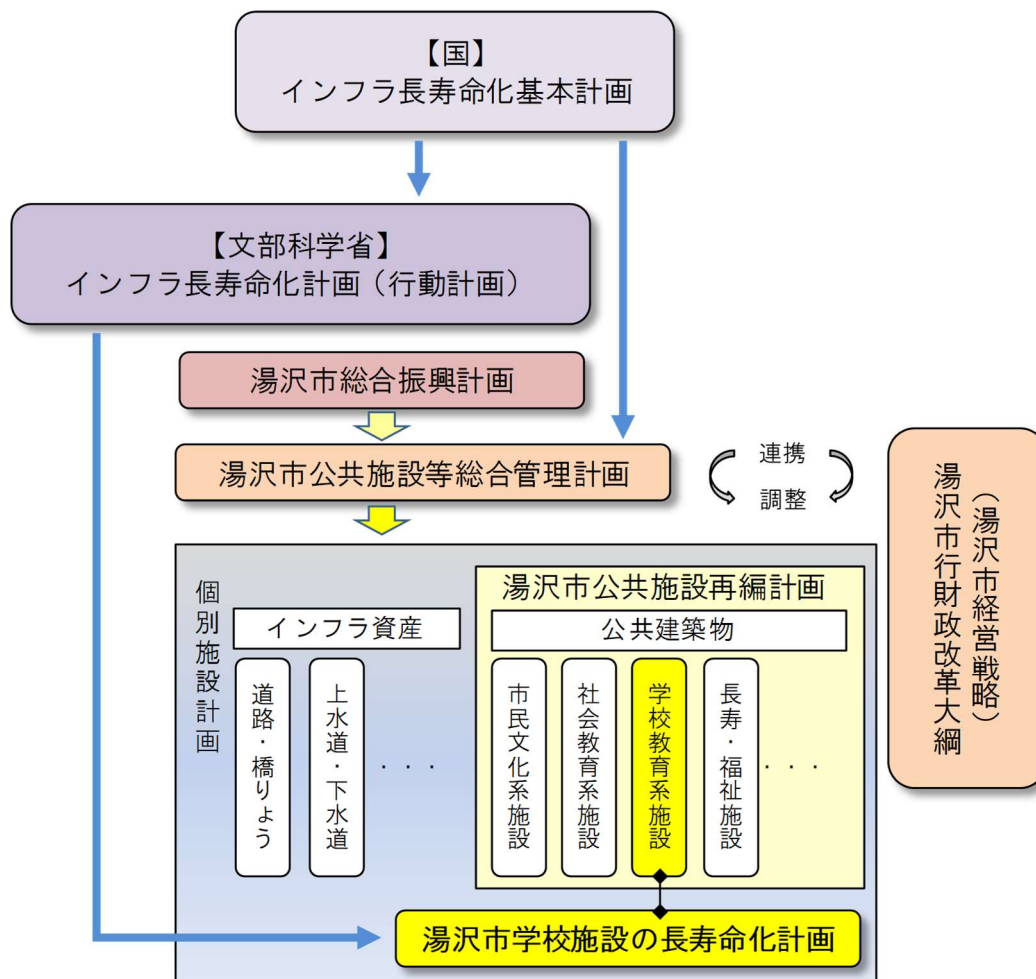 【国】
インフラ長寿命化基本計画
【文部科学省】
インフラ長寿命化計画（行動計画）
湯沢市総合振興計画
湯沢市公共施設等総合管理計画
連携
調整
湯沢市行財政改革大綱
（湯沢市経営戦略）
個別施設計画
インフラ資産
道路・橋りょう
上水道・下水道
・・・
湯沢市公共施設再編計画
公共建築物
市民文化系施設
社会教育系施設
学校教育系施設
長寿・福祉施設
・・・
湯沢市学校施設の長寿命化計画